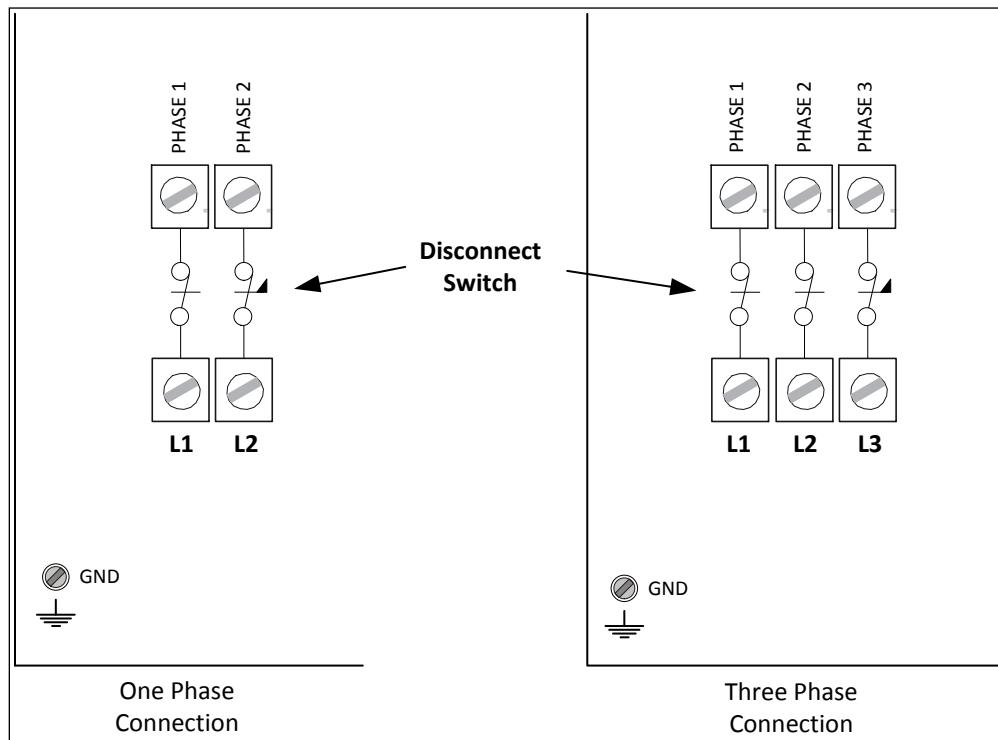 PHASE 1
PHASE 2
Disconnect
Switch
L1
L2
GND
One Phase
Connection
PHASE 1
PHASE 2
PHASE 3
L1
L2
L3
GND
Three Phase
Connection